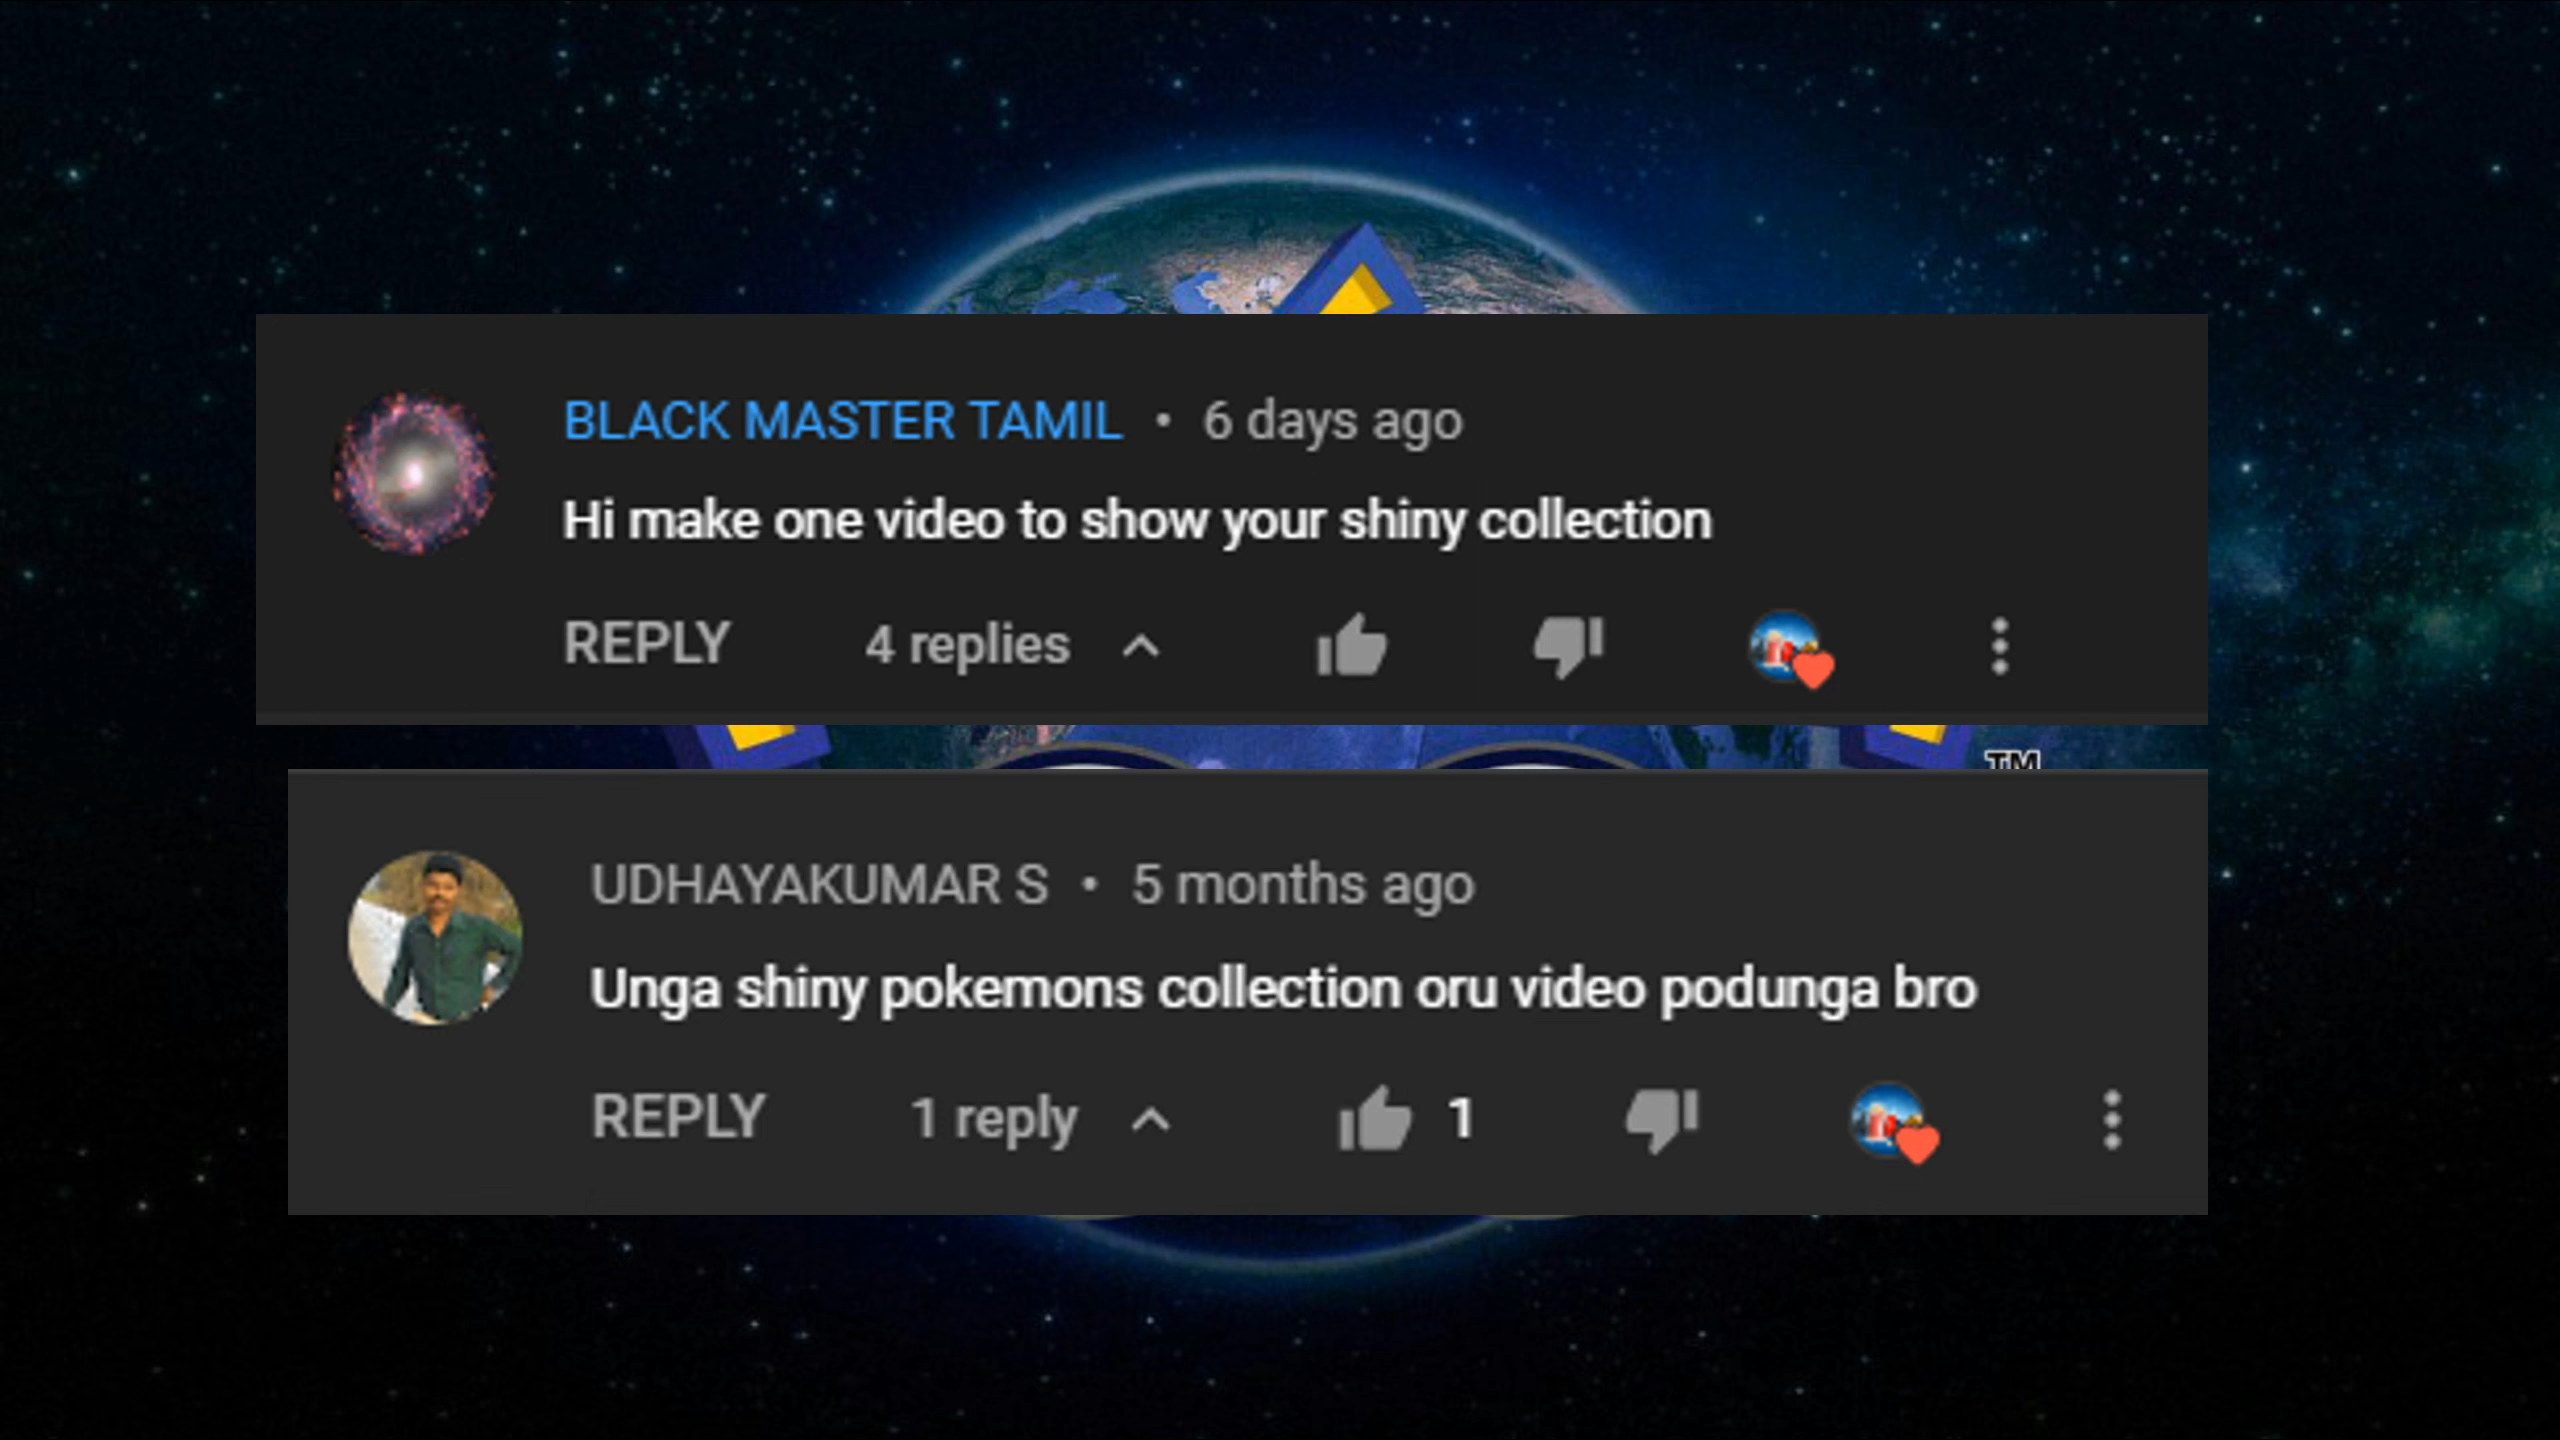 BLACK MASTER TAMIL • 6 days ago
Hi make one video to show your shiny collection
REPLY 4 replies
TM
UDHAYAKUMAR S • 5 months ago
Unga shiny pokemons collection oru video podunga bro
REPLY 1 reply 1